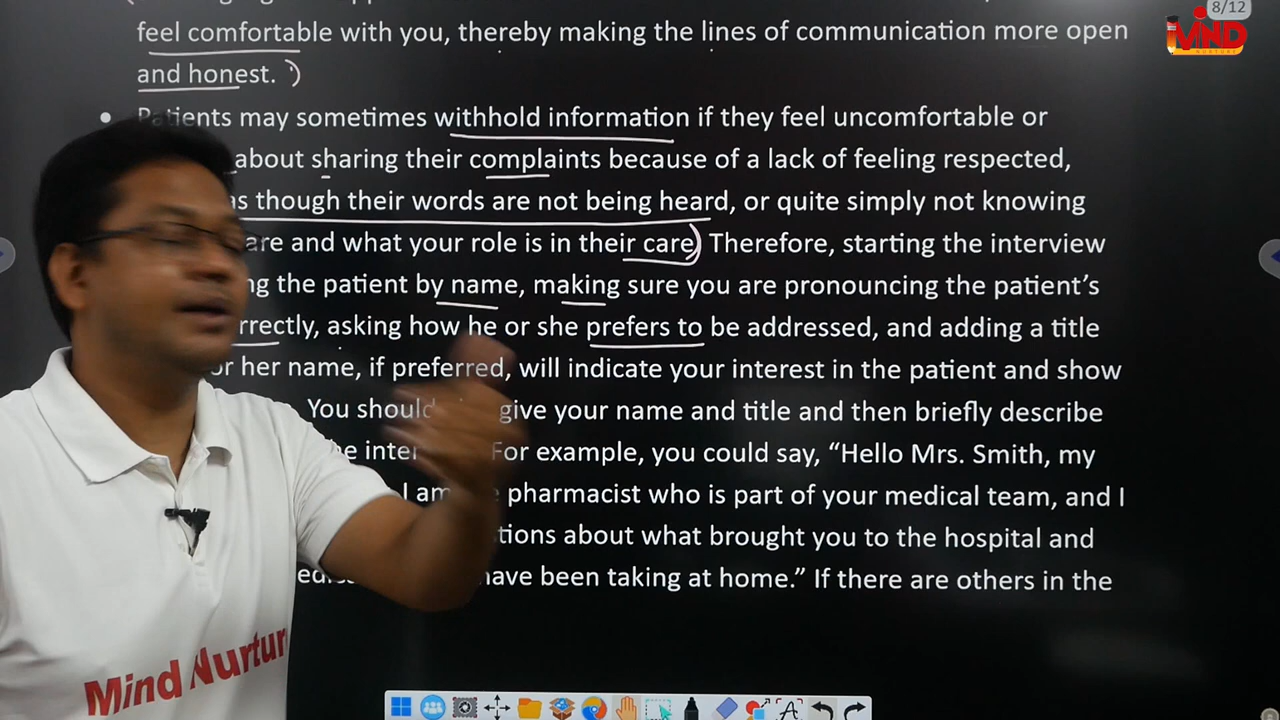 8/12
MIND
NURTURE
feel comfortable with you, thereby making the lines of communication more open
and honest.
Patients may sometimes withhold information if they feel uncomfortable or
about sharing their complaints because of a lack of feeling respected,
as though their words are not being heard, or quite simply not knowing
are and what your role is in their care. Therefore, starting the interview
the patient by name, making sure you are pronouncing the patient's
asking how he or she prefers to be addressed, and adding a title
or her name, if preferred, will indicate your interest in the patient and show
You should give your name and title and then briefly describe
For example, you could say, “Hello Mrs. Smith, my
I am pharmacist who is part of your medical team, and I
about what brought you to the hospital and
have been taking at home.” If there are others in the
Mind Nurtur